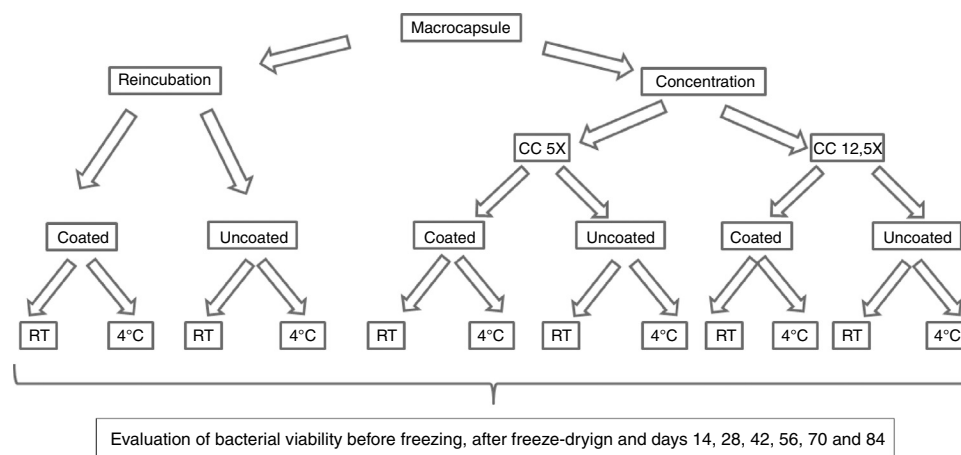 Macrocapsule
Reincubation
Concentration
CC 5X
CC 12,5X
Coated
Uncoated
Coated
Uncoated
Coated
Uncoated
RT
4°C
RT
4°C
RT
4°C
RT
4°C
RT
4°C
RT
4°C
Evaluation of bacterial viability before freezing, after freeze-dryign and days 14, 28, 42, 56, 70 and 84